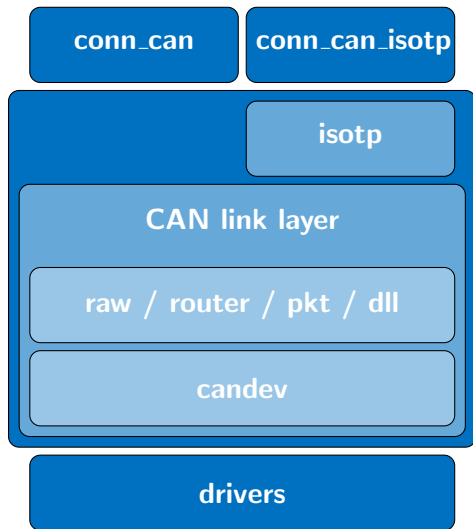 conn_can
conn_can_isotp
isotp
CAN link layer
raw / router / pkt / dll
candev
drivers